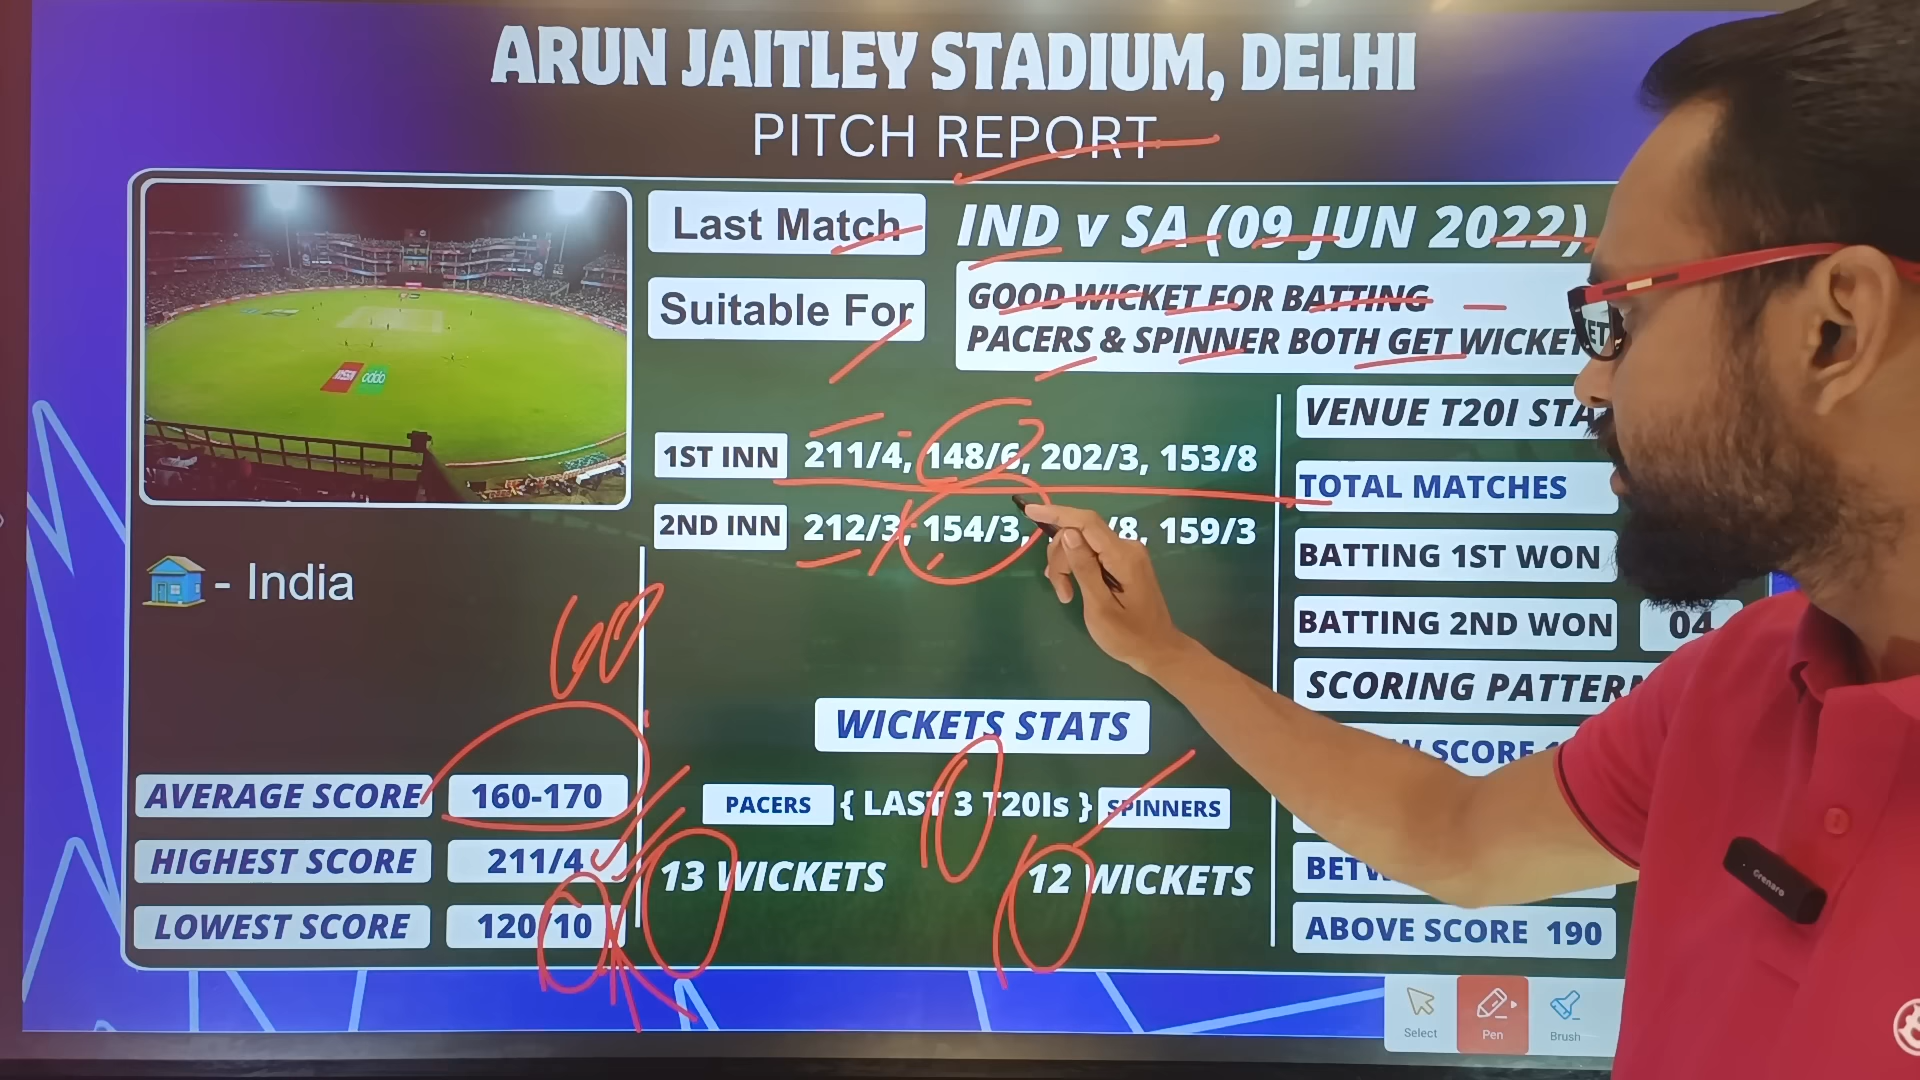 ARUN JAITLEY STADIUM, DELHI
PITCH REPORT
Last Match
IND v SA (09 JUN 2022)
Suitable For
GOOD WICKET FOR BATTING
PACERS & SPINNER BOTH GET WICKET
1ST INN 211/4, 148/6, 202/3, 153/8
2ND INN 212/3, 154/3, /8, 159/3
- India
60
AVERAGE SCORE 160-170
HIGHEST SCORE 211/4
LOWEST SCORE 120/10
WICKETS STATS
PACERS { LAST 3 T20Is } SPINNERS
13 WICKETS 12 WICKETS
VENUE T20I STA
TOTAL MATCHES
BATTING 1ST WON
BATTING 2ND WON 04
SCORING PATTERN
SCORE
BETW
ABOVE SCORE 190
Select Pen Brush
Grenaro